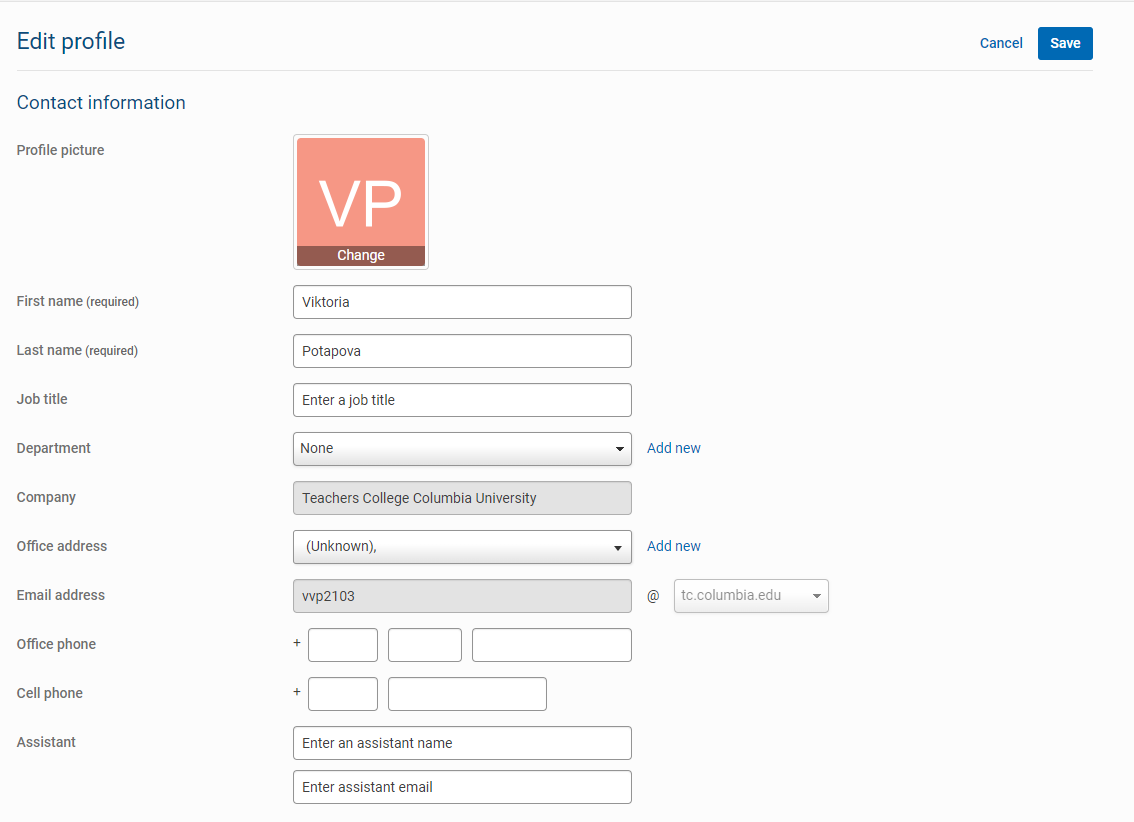 Edit profile
Cancel
Save
Contact information
Profile picture
VP
Change
First name (required)
Viktoria
Last name (required)
Potapova
Job title
Enter a job title
Department
None
Add new
Company
Teachers College Columbia University
Office address
(Unknown),
Add new
Email address
vvp2103
@
tc.columbia.edu
Office phone
+
Cell phone
+
Assistant
Enter an assistant name
Enter assistant email